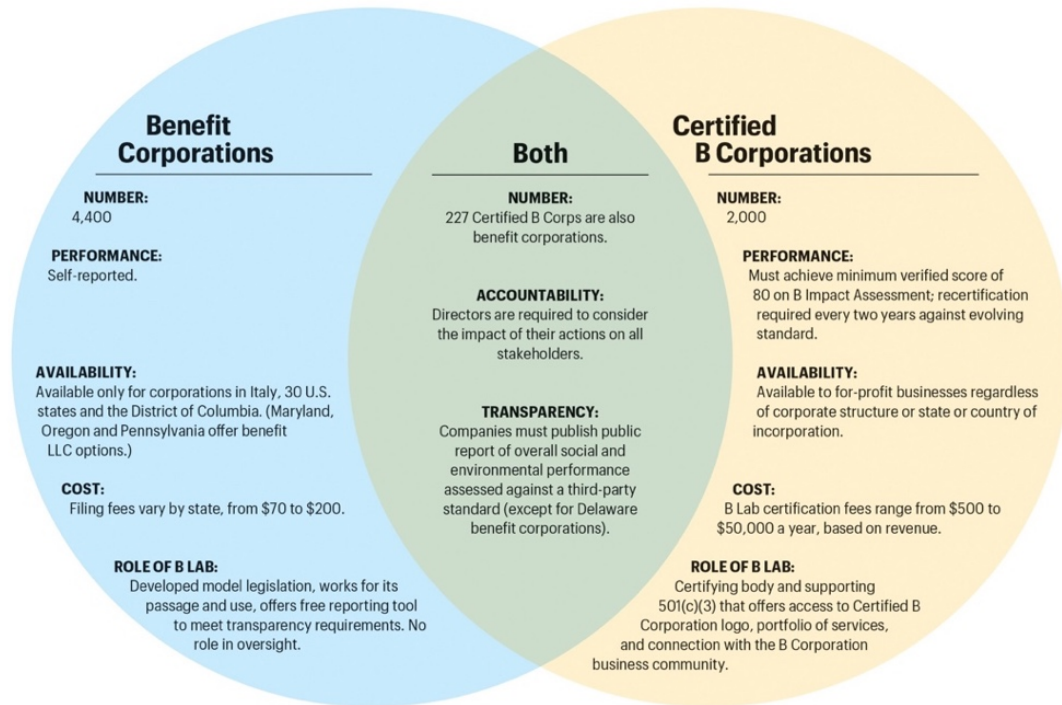 Benefit
Corporations
NUMBER:
4,400
PERFORMANCE:
Self-reported.
AVAILABILITY:
Available only for corporations in Italy, 30 U.S.
states and the District of Columbia. (Maryland,
Oregon and Pennsylvania offer benefit
LLC options.)
COST:
Filing fees vary by state, from $70 to $200.
ROLE OF B LAB:
Developed model legislation, works for its
passage and use, offers free reporting tool
to meet transparency requirements. No
role in oversight.
Both
NUMBER:
227 Certified B Corps are also
benefit corporations.
ACCOUNTABILITY:
Directors are required to consider
the impact of their actions on all
stakeholders.
TRANSPARENCY:
Companies must publish public
report of overall social and
environmental performance
assessed against a third-party
standard (except for Delaware
benefit corporations).
Certified
B Corporations
NUMBER:
2,000
PERFORMANCE:
Must achieve minimum verified score of
80 on B Impact Assessment; recertification
required every two years against evolving
standard.
AVAILABILITY:
Available to for-profit businesses regardless
of corporate structure or state or country of
incorporation.
COST:
B Lab certification fees range from $500 to
$50,000 a year, based on revenue.
ROLE OF B LAB:
Certifying body and supporting
501(c)(3) that offers access to Certified B
Corporation logo, portfolio of services,
and connection with the B Corporation
business community.